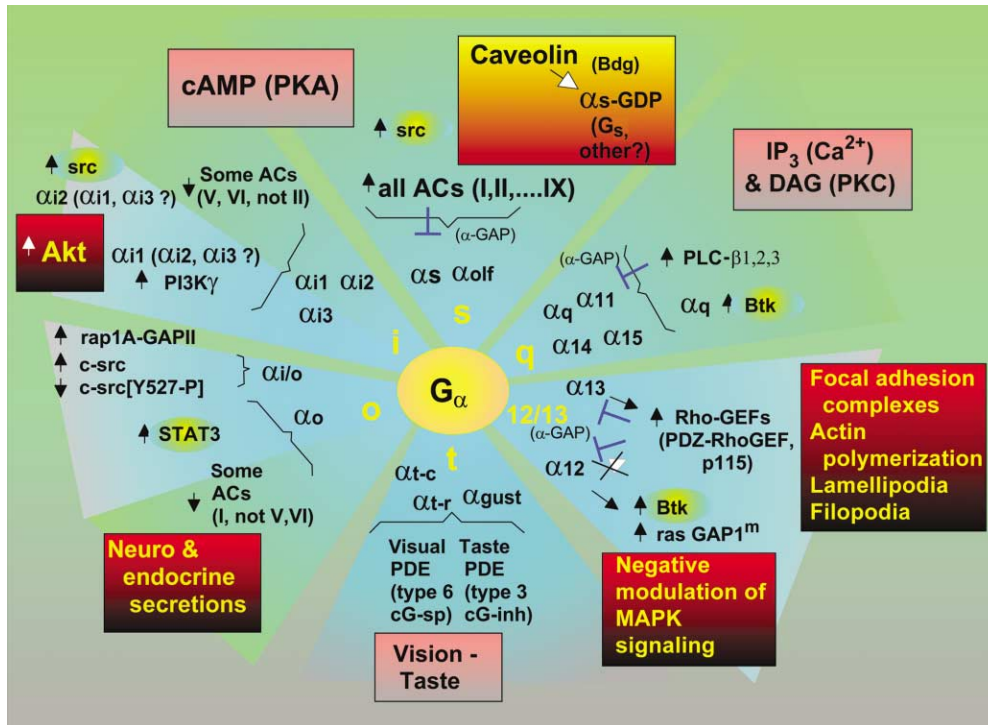 cAMP (PKA)
Caveolin (Bdg)
αs-GDP
(Gs,
other?)
IP3 (Ca2+)
& DAG (PKC)
src
src
αi2 (αi1, αi3 ?)
Some ACs
(V, VI, not II)
all ACs (I,II,....IX)
(α-GAP)
Akt
αi1 (αi2, αi3 ?)
PI3Kγ
αi1 αi2
αi3
αs αolf
(α-GAP)
PLC-β1,2,3
αq α11
αq Btk
α14 α15
rap1A-GAPII
c-src
c-src[Y527-P]
αi/o
i
s
q
Gα
o
12/13
t
α13
Rho-GEFs
(PDZ-RhoGEF,
p115)
(α-GAP)
α12
Btk
ras GAP1m
Focal adhesion
complexes
Actin
polymerization
Lamellipodia
Filopodia
αo
STAT3
Some
ACs
(I, not V,VI)
Neuro &
endocrine
secretions
αt-c
αt-r αgust
Visual
PDE
(type 6
cG-sp)
Taste
PDE
(type 3
cG-inh)
Vision -
Taste
Negative
modulation of
MAPK
signaling